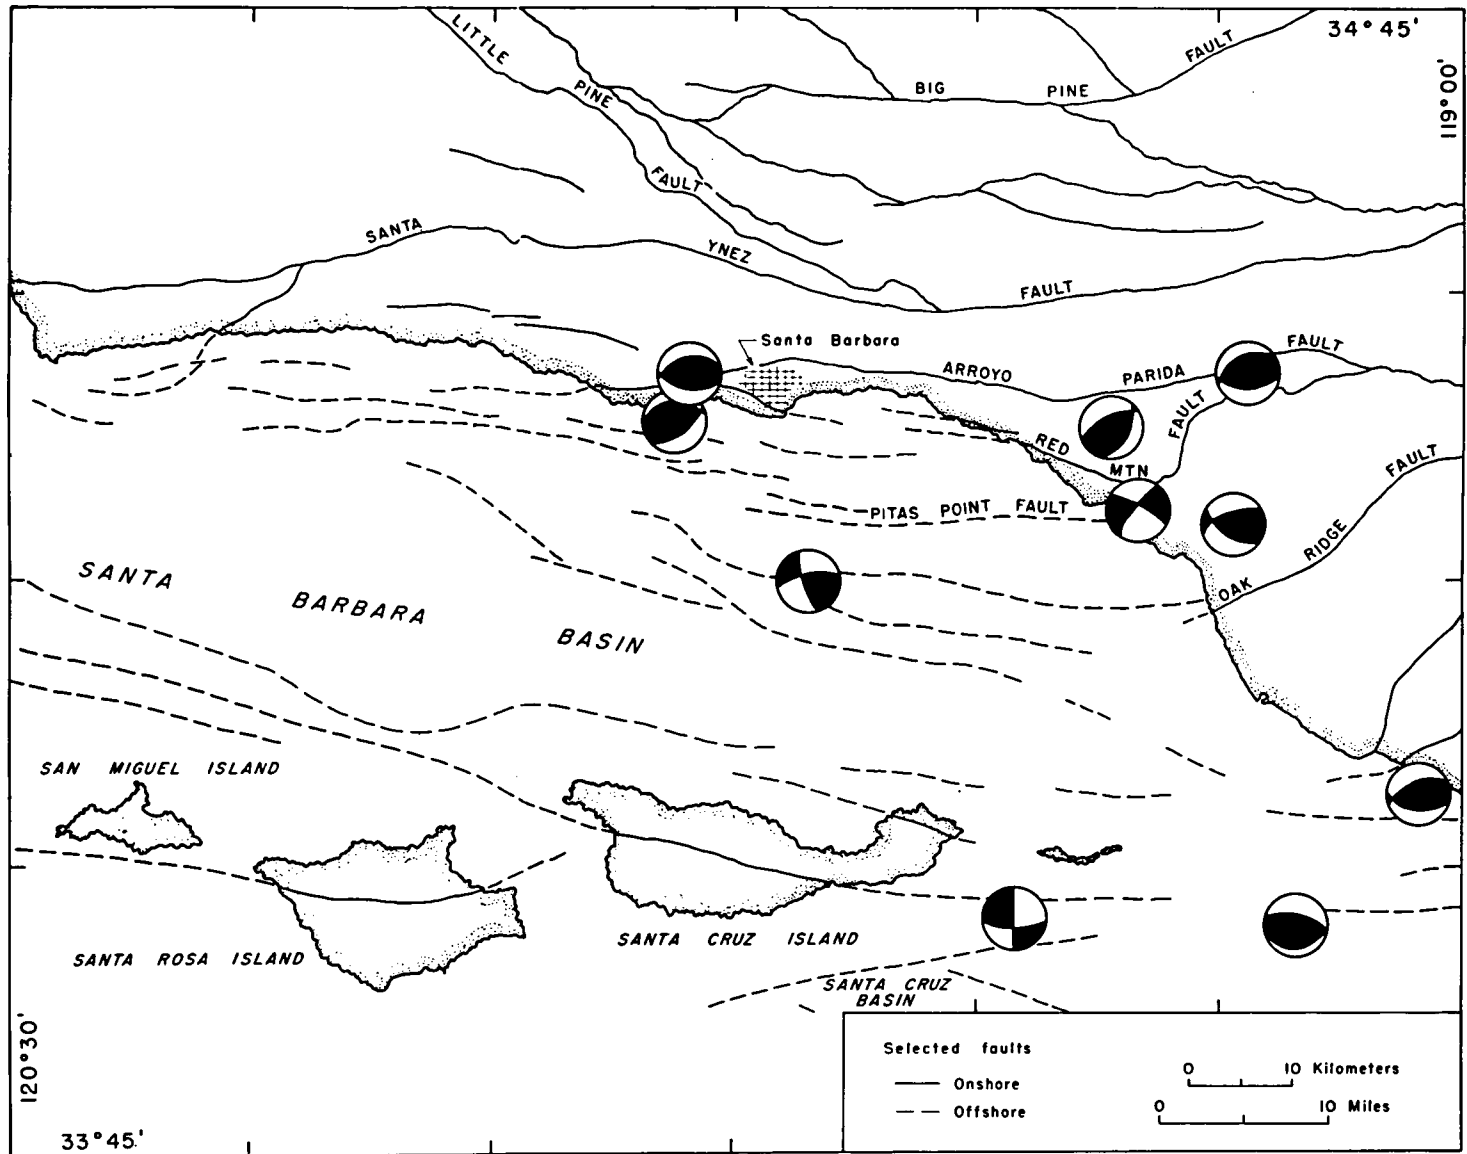 34° 45'
119° 00'
LITTLE PINE FAULT
BIG PINE FAULT
SANTA YNEZ FAULT
Santa Barbara
ARROYO PARIDA FAULT
RED MTN FAULT
PITAS POINT FAULT
OAK RIDGE FAULT
SANTA BARBARA BASIN
SAN MIGUEL ISLAND
SANTA ROSA ISLAND
SANTA CRUZ ISLAND
SANTA CRUZ
BASIN
120° 30'
33° 45'
Selected faults
Onshore
Offshore
0 10 Kilometers
0 10 Miles